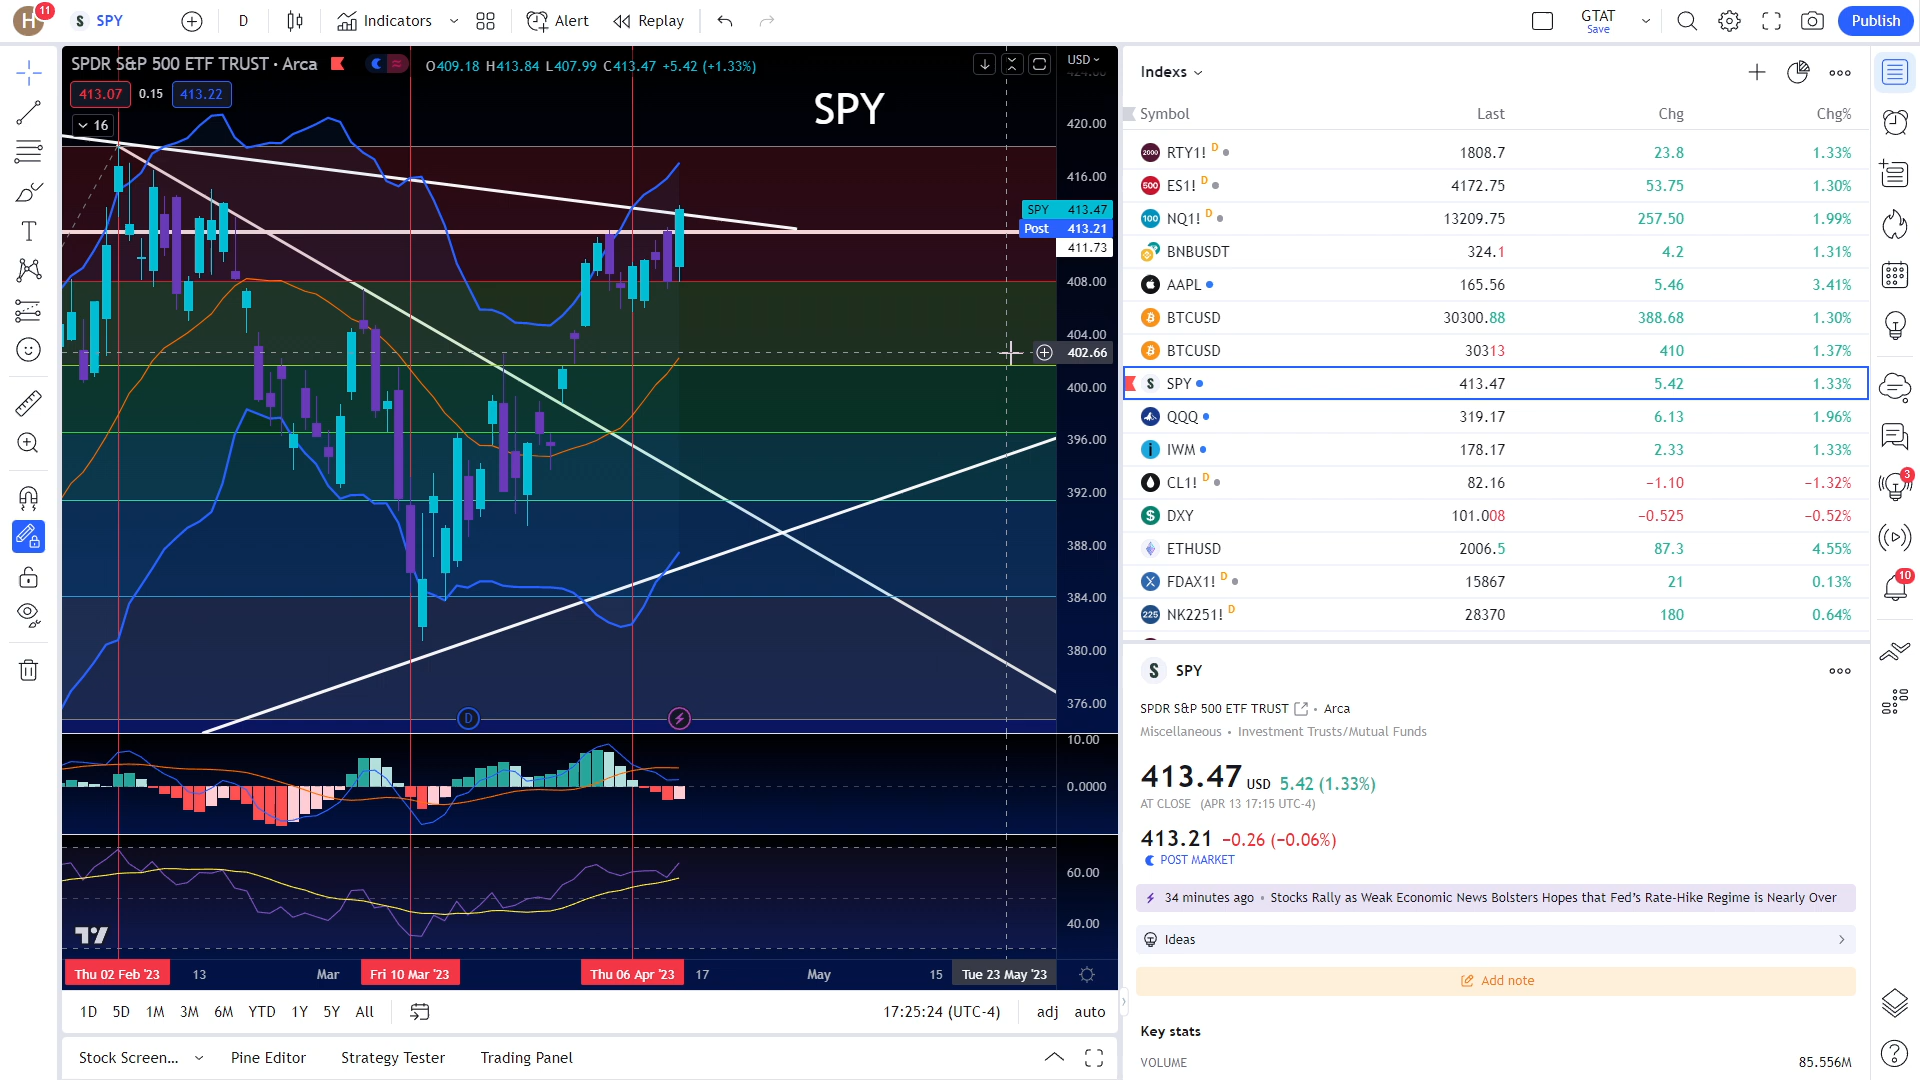 H 11 S SPY D Indicators Alert Replay GTAT Save Publish
SPDR S&P 500 ETF TRUST · Arca O409.18 H413.84 L407.99 C413.47 +5.42 (+1.33%) USD
413.07 0.15 413.22
16
SPY
420.00
416.00
SPY 413.47
Post 413.21
411.73
408.00
404.00
402.66
400.00
396.00
392.00
388.00
384.00
380.00
376.00
D
10.00
0.0000
60.00
40.00
Thu 02 Feb '23 13 Mar Fri 10 Mar '23 Thu 06 Apr '23 17 May 15 Tue 23 May '23
1D 5D 1M 3M 6M YTD 1Y 5Y All 17:25:24 (UTC-4) adj auto
Stock Screen... Pine Editor Strategy Tester Trading Panel
Indexs
Symbol Last Chg Chg%
2000 RTY1! D 1808.7 23.8 1.33%
500 ES1! D 4172.75 53.75 1.30%
100 NQ1! D 13209.75 257.50 1.99%
BNBUSDT 324.1 4.2 1.31%
AAPL 165.56 5.46 3.41%
BTCUSD 30300.88 388.68 1.30%
BTCUSD 30313 410 1.37%
S SPY 413.47 5.42 1.33%
QQQ 319.17 6.13 1.96%
i IWM 178.17 2.33 1.33%
CL1! D 82.16 −1.10 −1.32%
$ DXY 101.008 −0.525 −0.52%
ETHUSD 2006.5 87.3 4.55%
X FDAX1! D 15867 21 0.13%
225 NK2251! D 28370 180 0.64%
S SPY
SPDR S&P 500 ETF TRUST • Arca
Miscellaneous • Investment Trusts/Mutual Funds
413.47 USD 5.42 (1.33%)
AT CLOSE (APR 13 17:15 UTC-4)
413.21 −0.26 (−0.06%)
POST MARKET
34 minutes ago • Stocks Rally as Weak Economic News Bolsters Hopes that Fed's Rate-Hike Regime is Nearly Over
Ideas
Add note
Key stats
VOLUME 85.556M
3
10